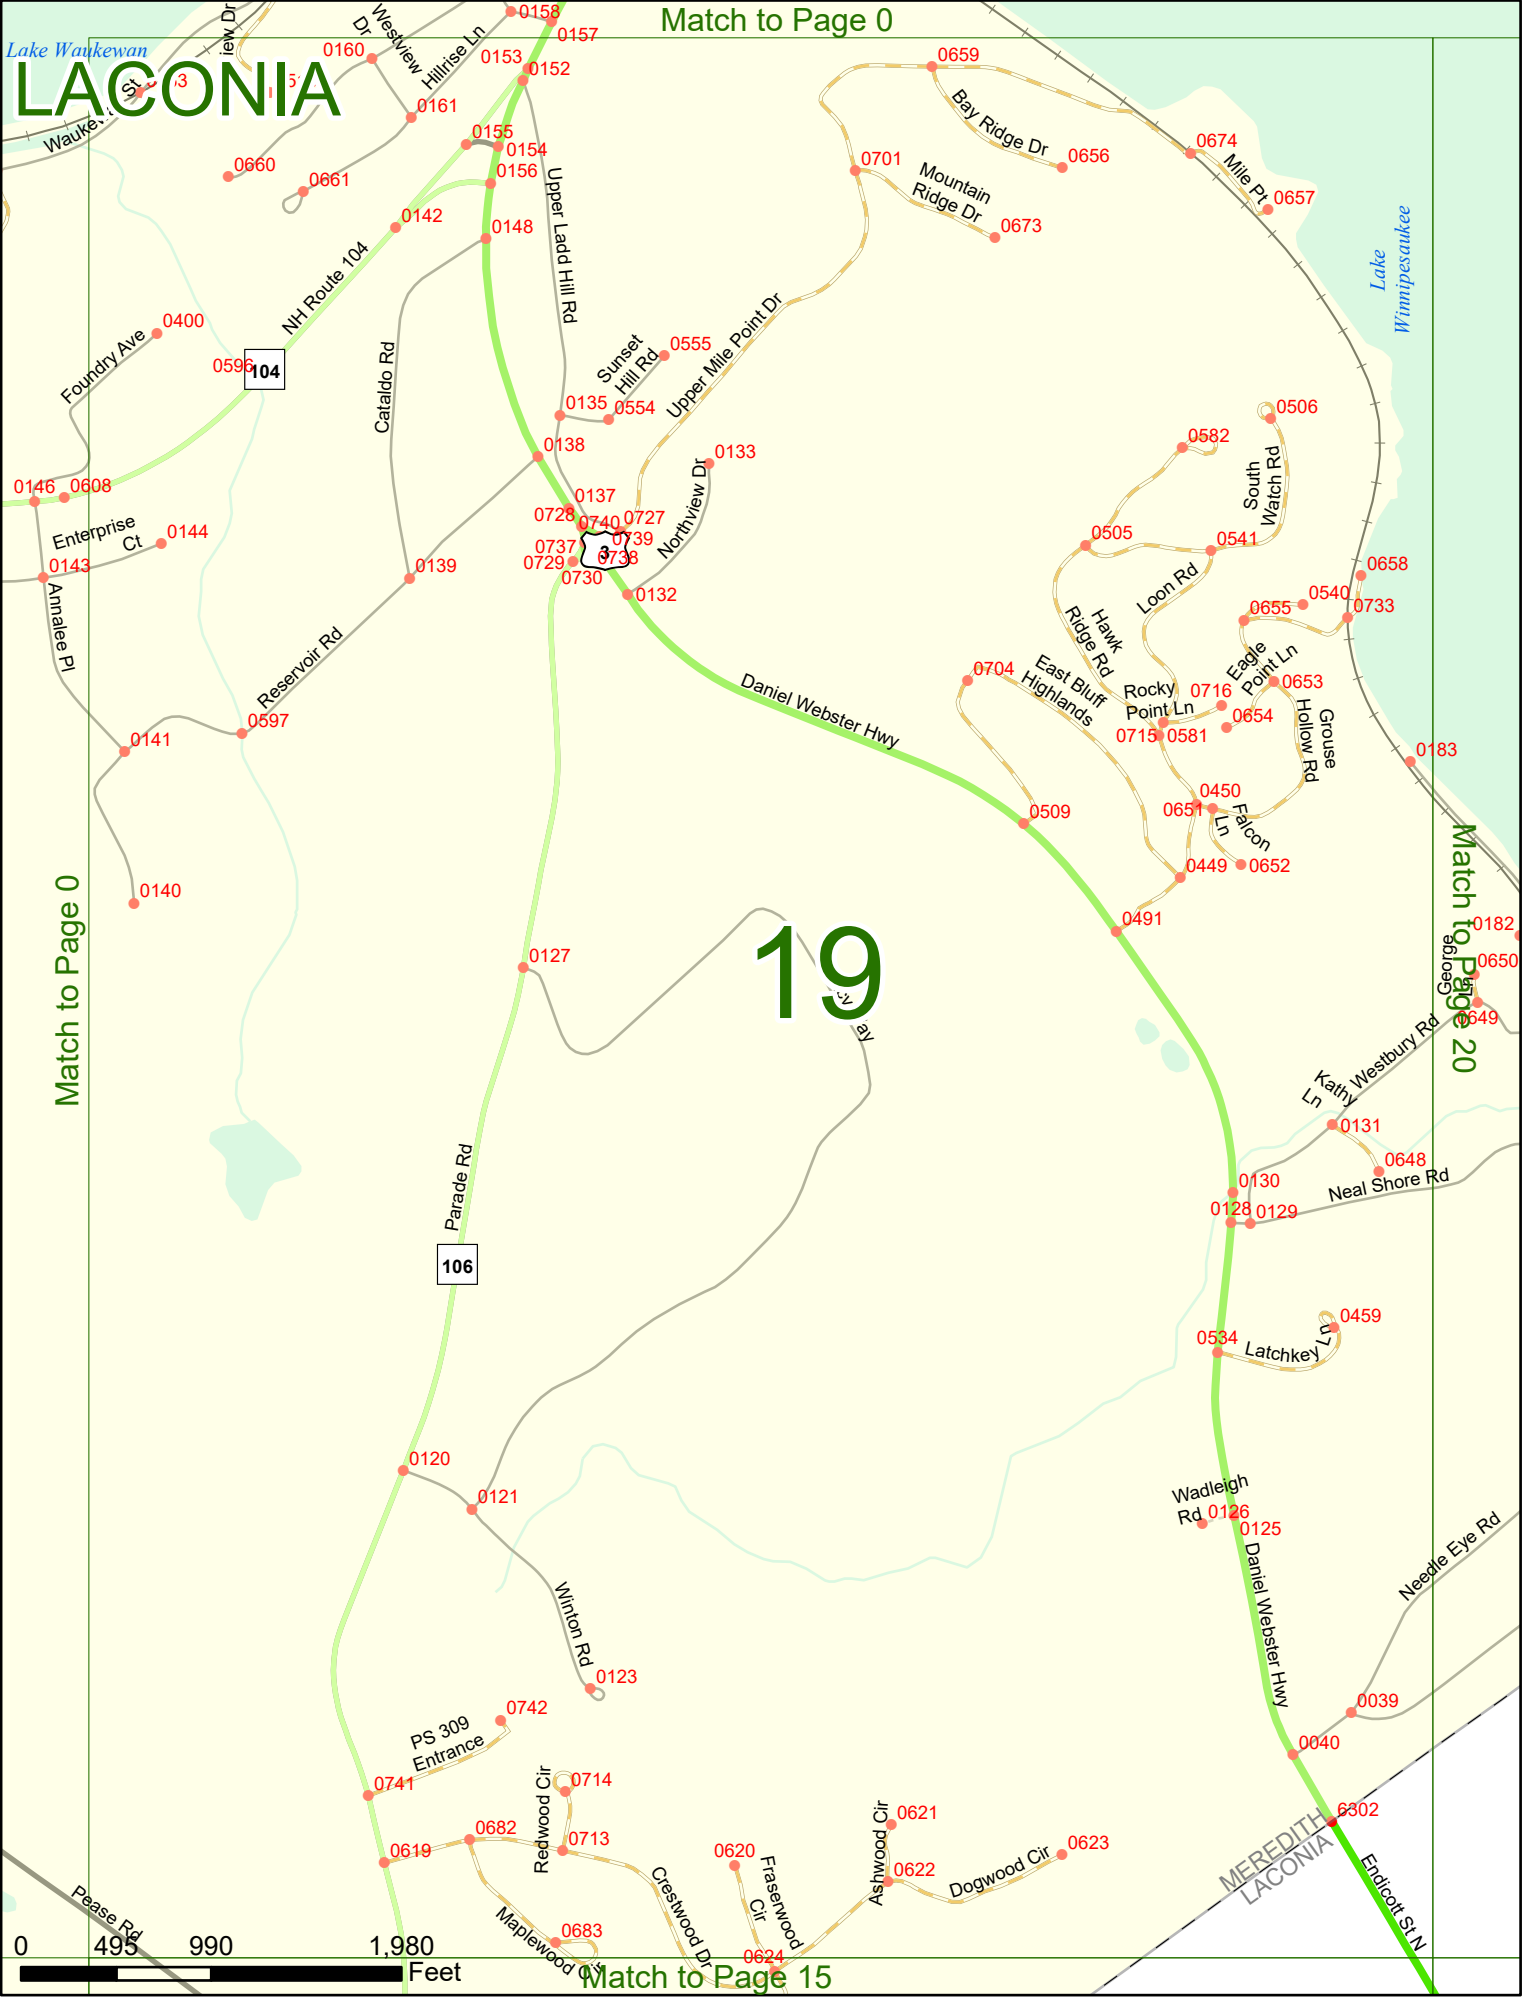 Match to Page 0
0158
0157
iew Dr
Westview
Dr
Hillrise Ln
0160
0153
0152
0659
Lake Waukewan
LACONIA
Waukewan St
0161
Bay Ridge Dr
0155
0154
0674
0656
0701
Mile Pt
0660
0661
0156
Mountain
Ridge Dr
0657
0142
0148
Upper Ladd Hill Rd
0673
Lake
Winnipesaukee
NH Route 104
0400
Foundry Ave
0596
104
Cataldo Rd
Sunset
Hill Rd
0555
Upper Mile Point Dr
0135
0554
0506
0138
0133
0582
South
Watch Rd
0146
0608
0137
0728
0740
0727
0739
Northview Dr
Enterprise
Ct
0144
0737
3
0738
0729
0730
0505
0541
0143
0139
0132
Loon Rd
0658
0540
0733
0655
Annalee Pl
Hawk
Ridge Rd
Reservoir Rd
Eagle
Point Ln
0704
East Bluff
Highlands
Rocky
Point Ln
0716
0653
0654
Grouse
Hollow Rd
0597
Daniel Webster Hwy
0141
0715
0581
0183
0450
0651
Falcon
Ln
0509
0652
0449
0140
Match to Page 0
Match to Page 20
0491
0182
19
0127
George
Ln
0650
0649
Westbury Rd
Kathy
Ln
0131
0648
Parade Rd
Neal Shore Rd
0130
0128
0129
106
0459
0534
Latchkey Ln
0120
0121
Wadleigh
Rd
0126
0125
Daniel Webster Hwy
Needle Eye Rd
Winton Rd
0123
0742
PS 309
Entrance
0039
0040
0741
0714
Redwood Cir
0621
6302
MEREDITH
LACONIA
0682
0713
0619
0620
Ashwood Cir
0622
0623
Dogwood Cir
Fraserwood
Cir
Crestwood Dr
Endicott St N
Pease Rd
Maplewood Cir
0683
0624
0
495
990
1,980
Feet
Match to Page 15